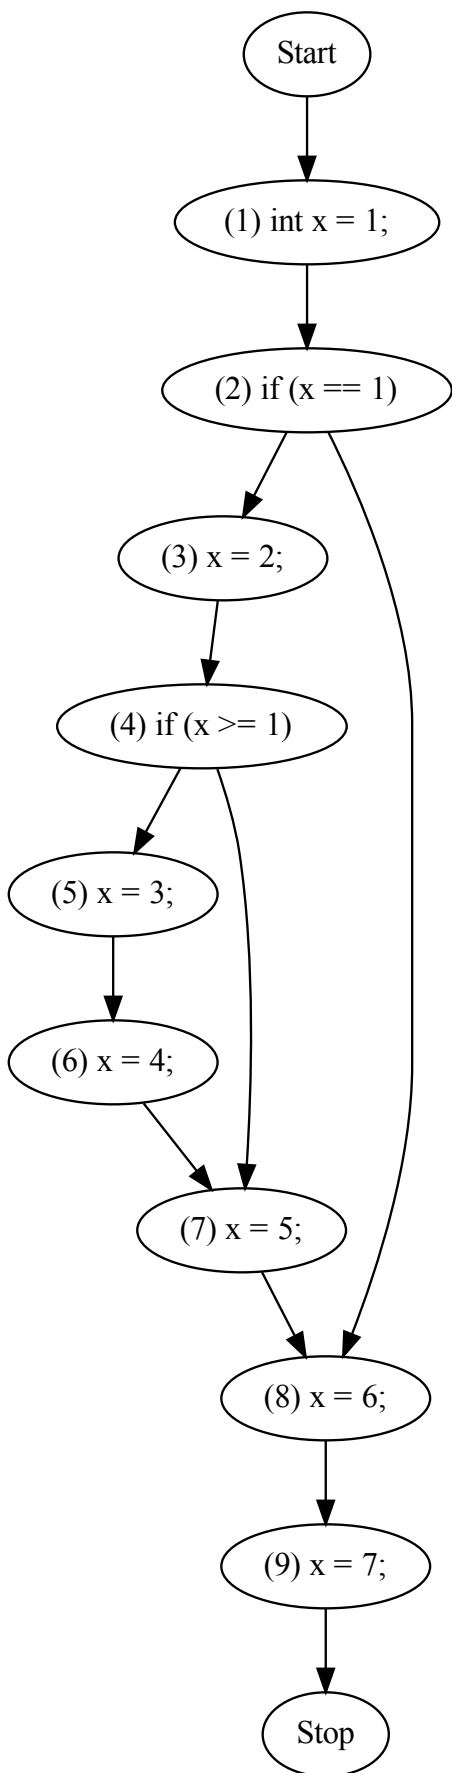 Start
(1) int x = 1;
(2) if (x == 1)
(3) x = 2;
(4) if (x >= 1)
(5) x = 3;
(6) x = 4;
(7) x = 5;
(8) x = 6;
(9) x = 7;
Stop